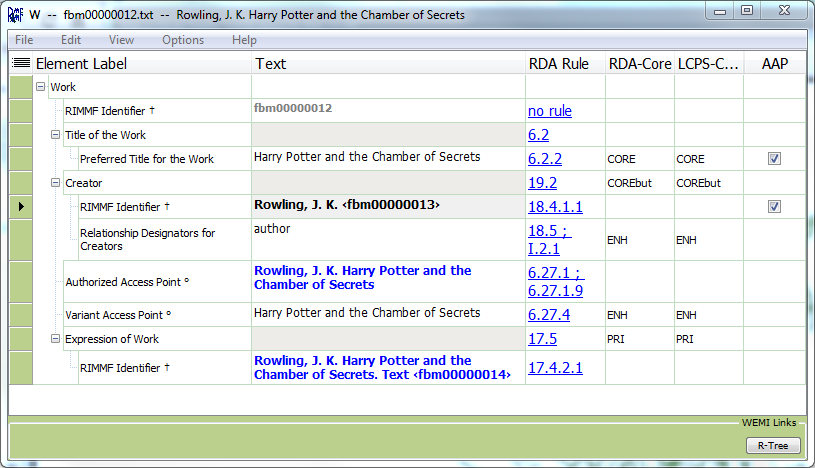 W -- fbm00000012.txt -- Rowling, J. K. Harry Potter and the Chamber of Secrets
File Edit View Options Help
Element Label Text RDA Rule RDA-Core LCPS-C... AAP
Work
RIMMF Identifier † fbm00000012 no rule
Title of the Work 6.2
Preferred Title for the Work Harry Potter and the Chamber of Secrets 6.2.2 CORE CORE
Creator 19.2 COREbut COREbut
RIMMF Identifier † Rowling, J. K. ‹fbm00000013› 18.4.1.1
Relationship Designators for author 18.5 ;
Creators I.2.1 ENH ENH
Authorized Access Point ° Rowling, J. K. Harry Potter and the 6.27.1 ;
Chamber of Secrets 6.27.1.9
Variant Access Point ° Harry Potter and the Chamber of Secrets 6.27.4 ENH ENH
Expression of Work 17.5 PRI PRI
RIMMF Identifier † Rowling, J. K. Harry Potter and the 17.4.2.1
Chamber of Secrets. Text ‹fbm00000014›
WEMI Links
R-Tree